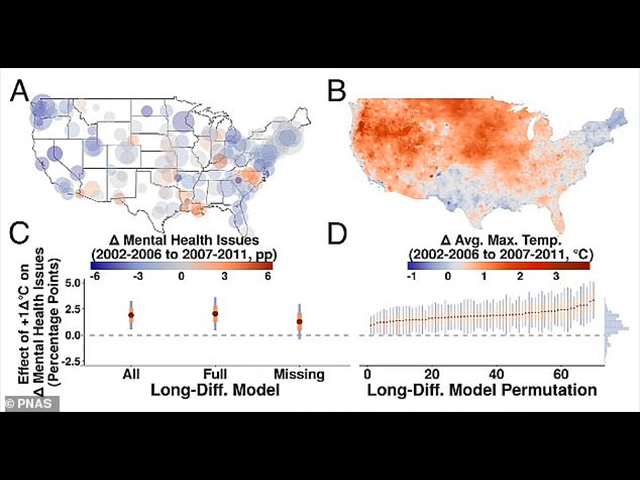 A
B
Δ Mental Health Issues
(2002-2006 to 2007-2011, pp)
-6 -3 0 3 6
Δ Avg. Max. Temp.
(2002-2006 to 2007-2011, °C)
-1 0 1 2 3
C
D
Effect of +1Δ°C on
Δ Mental Health Issues
(Percentage Points)
5.0
2.5
0.0
-2.5
All Full Missing
Long-Diff. Model
0 20 40 60
Long-Diff. Model Permutation
© PNAS